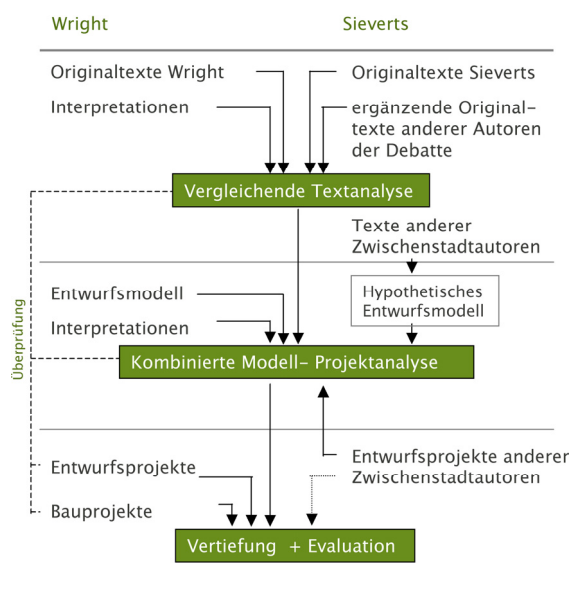 Wright
Sieverts
Originaltexte Wright
Originaltexte Sieverts
Interpretationen
ergänzende Original-
texte anderer Autoren
der Debatte
Vergleichende Textanalyse
Texte anderer
Zwischenstadtautoren
Entwurfsmodell
Hypothetisches
Entwurfsmodell
Interpretationen
Überprüfung
Kombinierte Modell- Projektanalyse
Entwurfsprojekte
Entwurfsprojekte anderer
Zwischenstadtautoren
Bauprojekte
Vertiefung + Evaluation